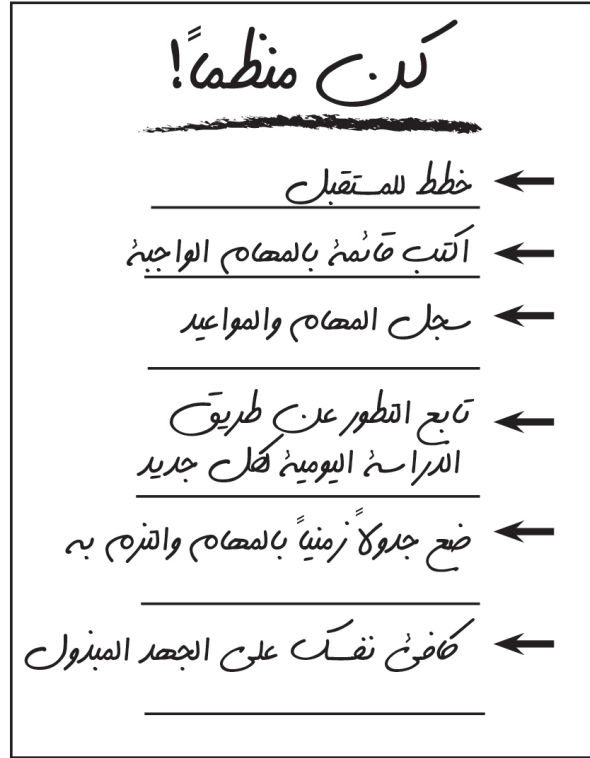 كن منظماً!
خطط للمستقبل
اكتب قائمة بالمهام الواجبة
سجل المهام والمواعيد
تابع التطور عن طريق
الدراسة اليومية لكل جديد
ضع جدولاً زمنياً بالمهام والتزم به
كافئ نفسك على الجهد المبذول